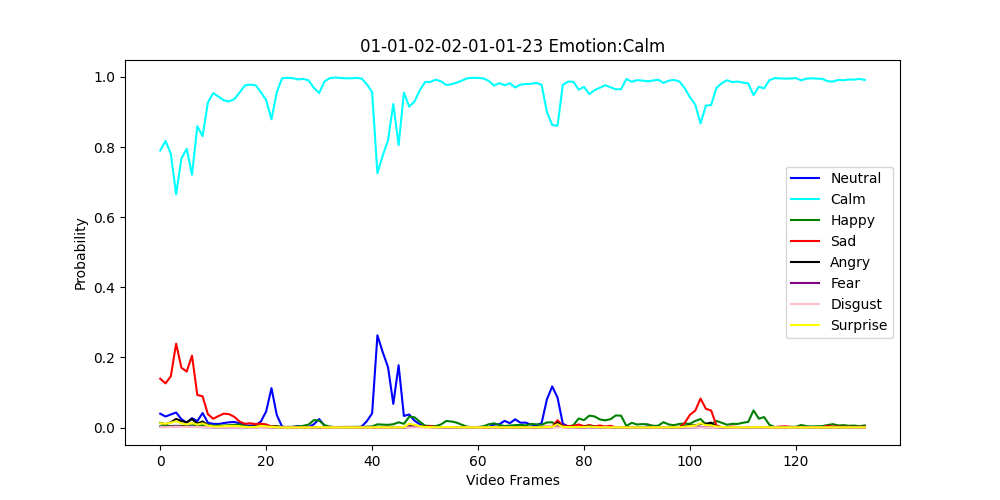 01-01-02-02-01-01-23 Emotion:Calm
1.0
0.8
0.6
0.4
0.2
0.0
Probability
0 20 40 60 80 100 120
Video Frames
Neutral
Calm
Happy
Sad
Angry
Fear
Disgust
Surprise